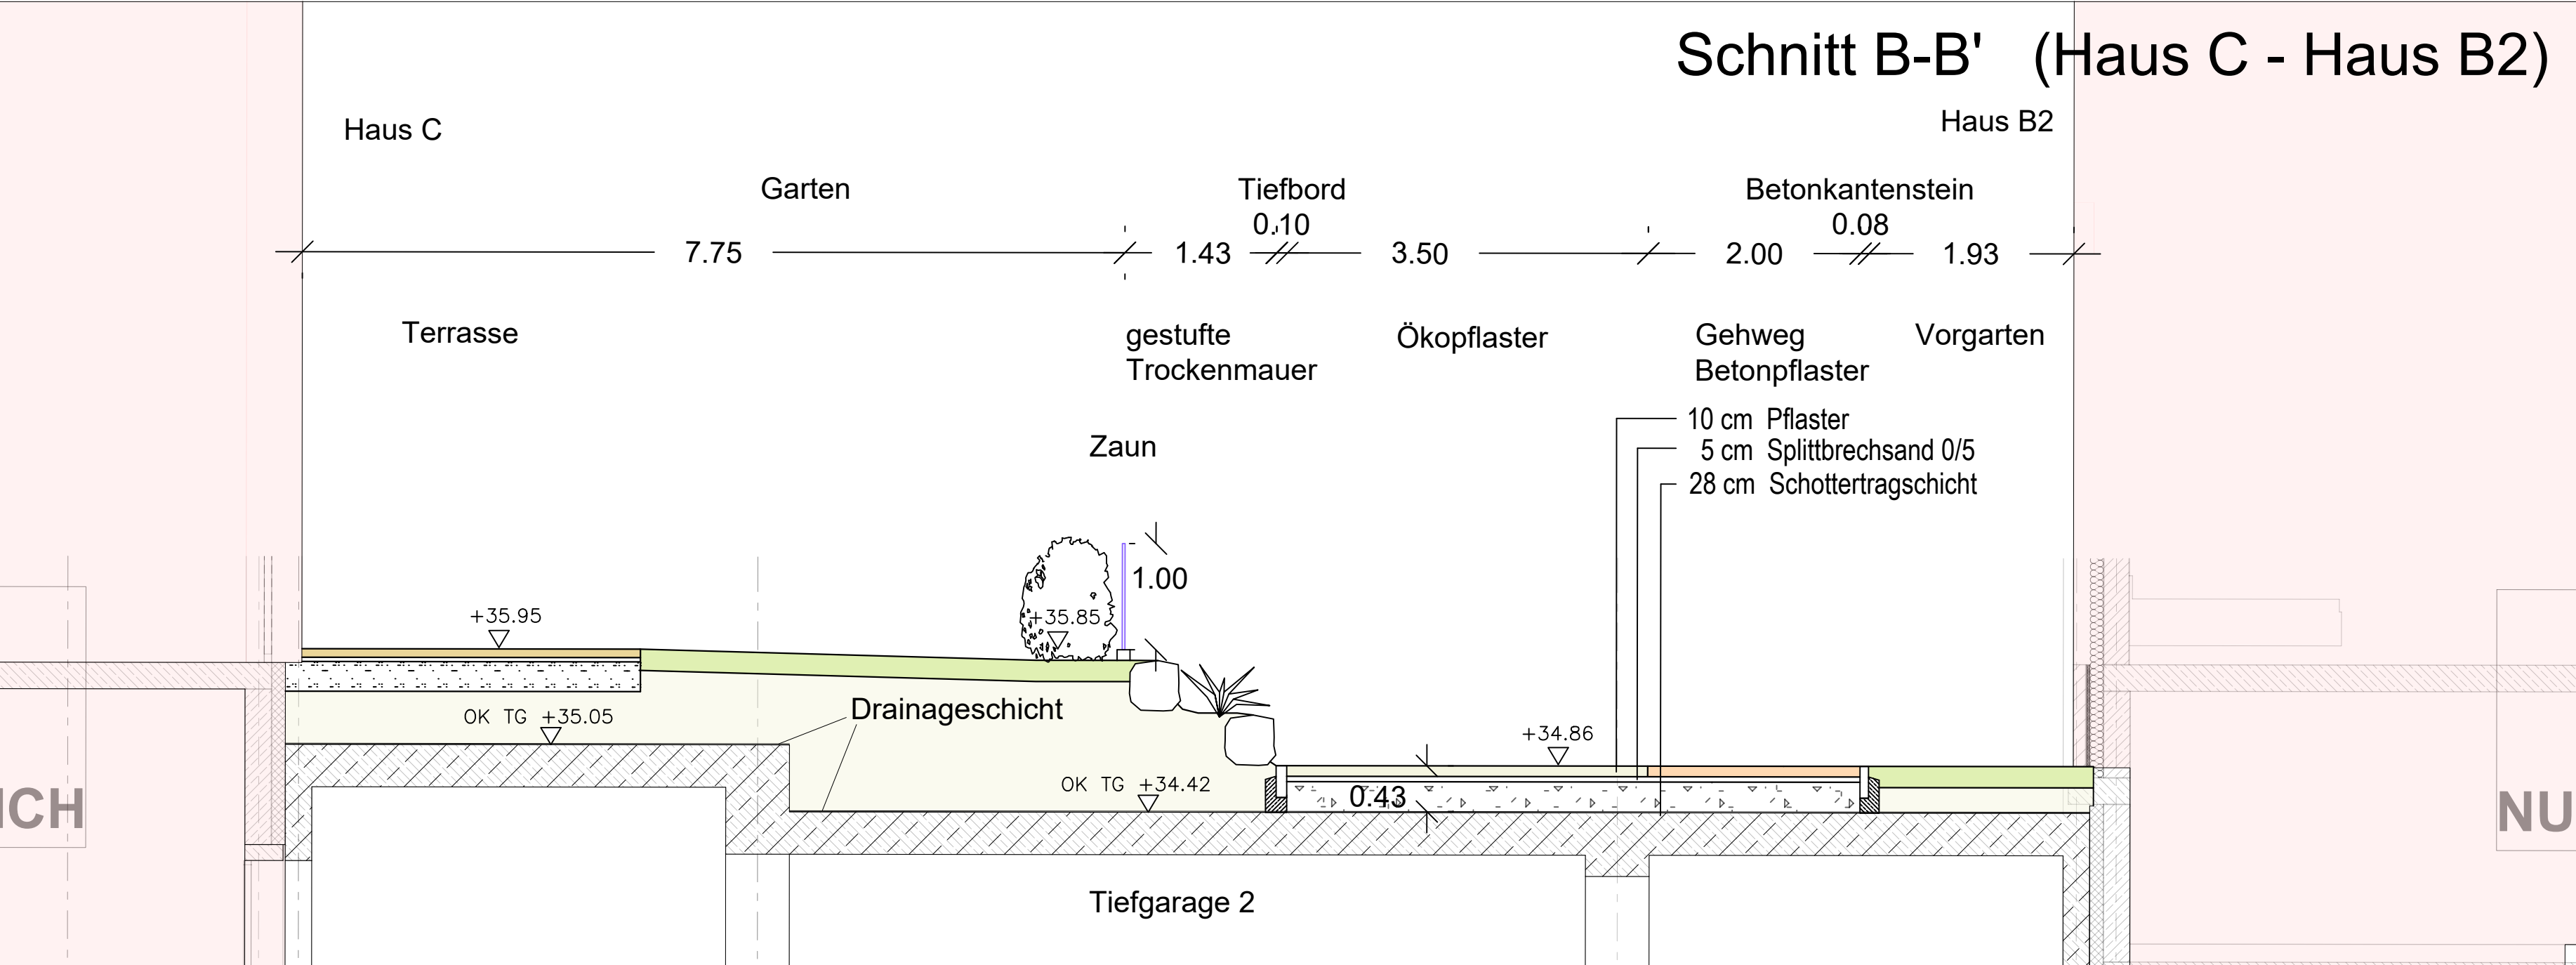 Schnitt B-B' (Haus C - Haus B2)
Haus C
Haus B2
Garten
Tiefbord
Betonkantenstein
0.10
0.08
7.75
1.43
3.50
2.00
1.93
Terrasse
gestufte
Trockenmauer
Ökopflaster
Gehweg
Betonpflaster
Vorgarten
10 cm Pflaster
5 cm Splittbrechsand 0/5
28 cm Schottertragschicht
Zaun
1.00
+35.95
+35.85
OK TG +35.05
Drainageschicht
+34.86
OK TG +34.42
0.43
ICH
NU
Tiefgarage 2